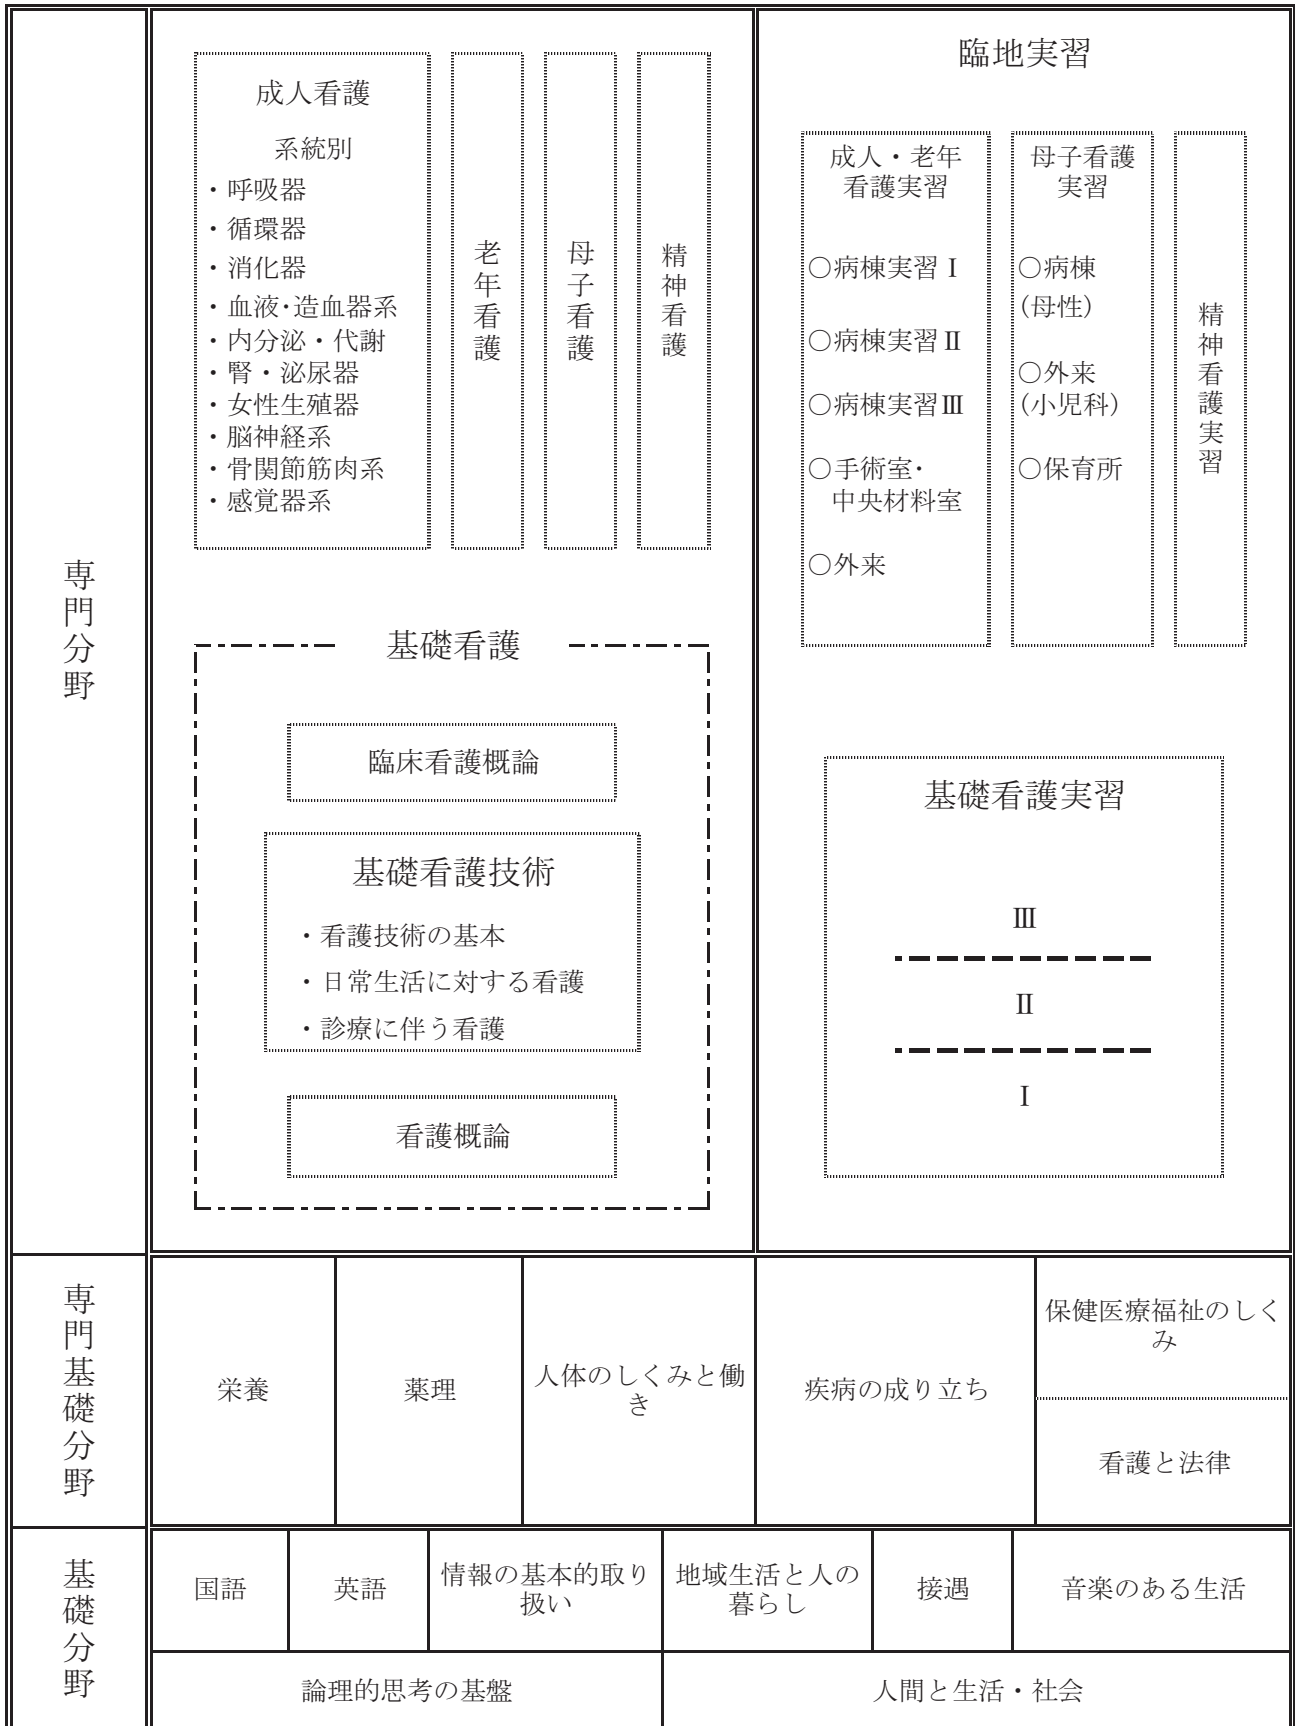 専門分野
成人看護
系統別
・呼吸器
・循環器
・消化器
・血液・造血器系
・内分泌・代謝
・腎・泌尿器
・女性生殖器
・脳神経系
・骨関節筋肉系
・感覚器系
老年看護
母子看護
精神看護
基礎看護
臨床看護概論
基礎看護技術
・看護技術の基本
・日常生活に対する看護
・診療に伴う看護
看護概論
臨地実習
成人・老年
看護実習
〇病棟実習Ⅰ
〇病棟実習Ⅱ
〇病棟実習Ⅲ
〇手術室・
中央材料室
〇外来
母子看護
実習
〇病棟
(母性)
〇外来
(小児科)
〇保育所
精神看護実習
基礎看護実習
Ⅲ
Ⅱ
Ⅰ
専門基礎分野
栄養
薬理
人体のしくみと働
き
疾病の成り立ち
保健医療福祉のしく
み
看護と法律
基礎分野
国語
英語
情報の基本的取り
扱い
地域生活と人の
暮らし
接遇
音楽のある生活
論理的思考の基盤
人間と生活・社会